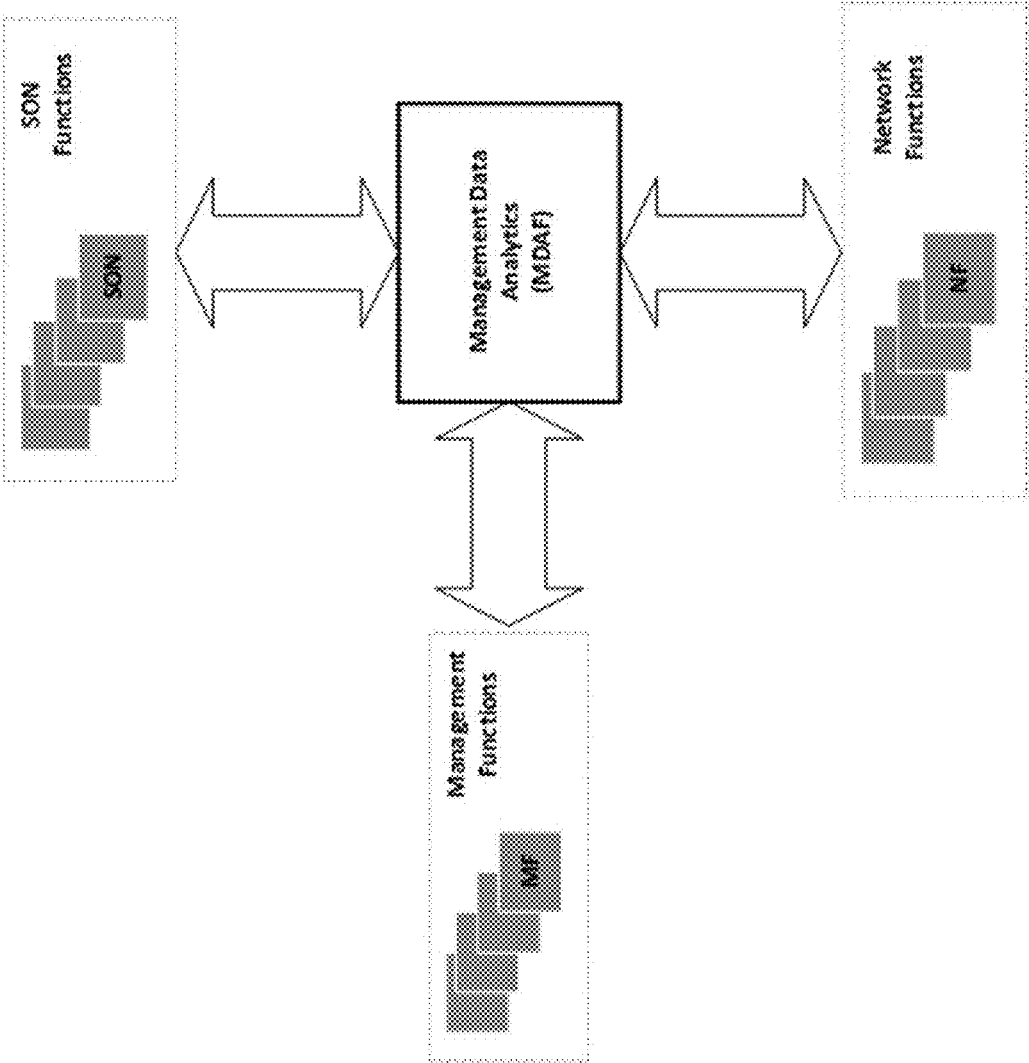 SON
Functions
SON
Management
Functions
MF
Management Data
Analytics
(MDAF)
Network
Functions
NF